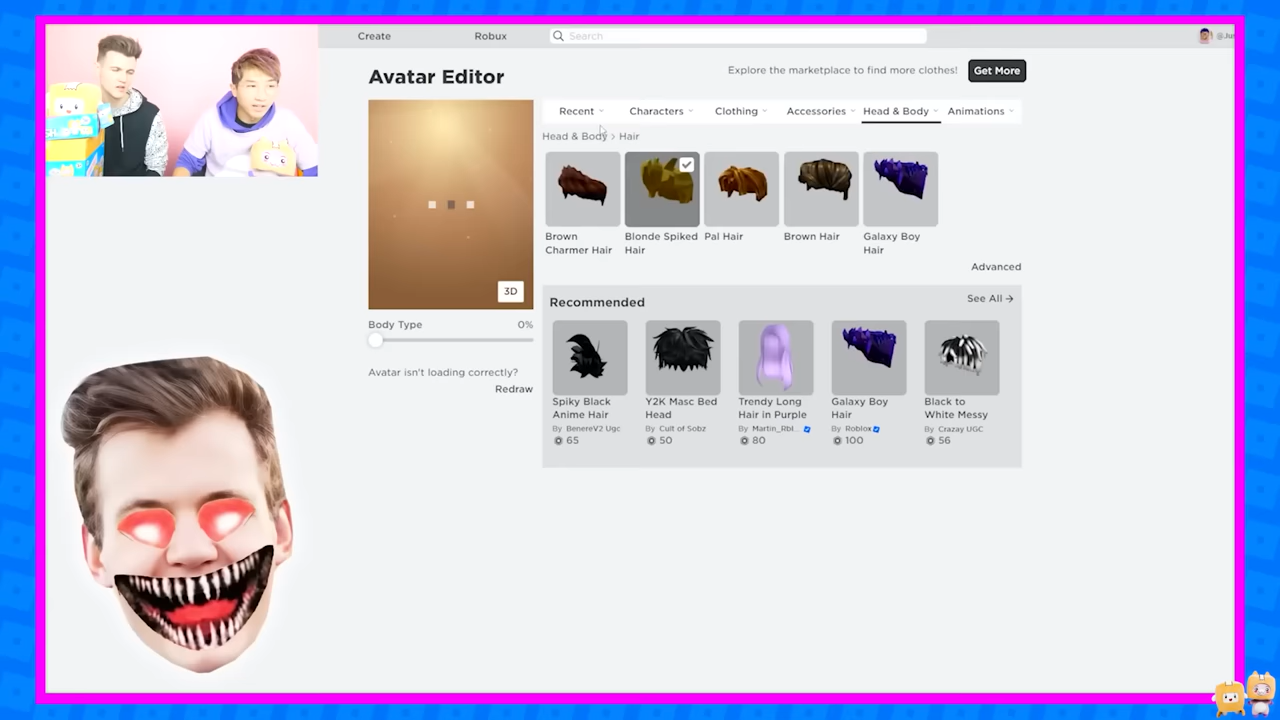 Create
Robux
Search
Avatar Editor
Explore the marketplace to find more clothes!
Get More
Recent
Characters
Clothing
Accessories
Head & Body
Animations
Head & Body > Hair
Brown Charmer Hair
Blonde Spiked Hair
Pal Hair
Brown Hair
Galaxy Boy Hair
Advanced
3D
Body Type
0%
Avatar isn't loading correctly?
Redraw
Recommended
See All →
Spiky Black Anime Hair
By BenereV2 Ugc
65
Y2K Masc Bed Head
By Cult of Sobz
50
Trendy Long Hair in Purple
By Martin_Rbl...
80
Galaxy Boy Hair
By Roblox
100
Black to White Messy
By Crazay UGC
56